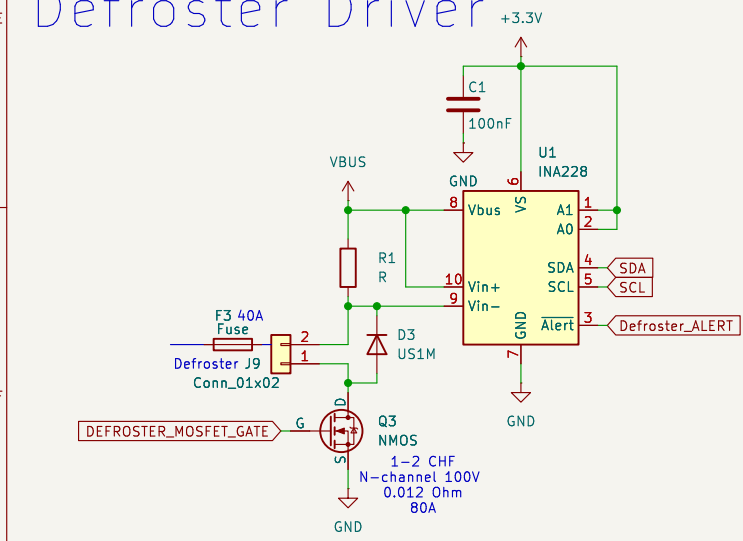 Defroster Driver
+3.3V
C1
100nF
GND
U1
INA228
VBUS
8
Vbus
6
VS
A1
1
A0
2
R1
R
10
Vin+
9
Vin-
SDA
4
SDA
SCL
5
SCL
GND
7
Alert
3
Defroster_ALERT
GND
F3 40A
Fuse
2
1
Defroster J9
Conn_01x02
D3
US1M
DEFROSTER_MOSFET_GATE
G
D
S
Q3
NMOS
1-2 CHF
N-channel 100V
0.012 Ohm
80A
GND